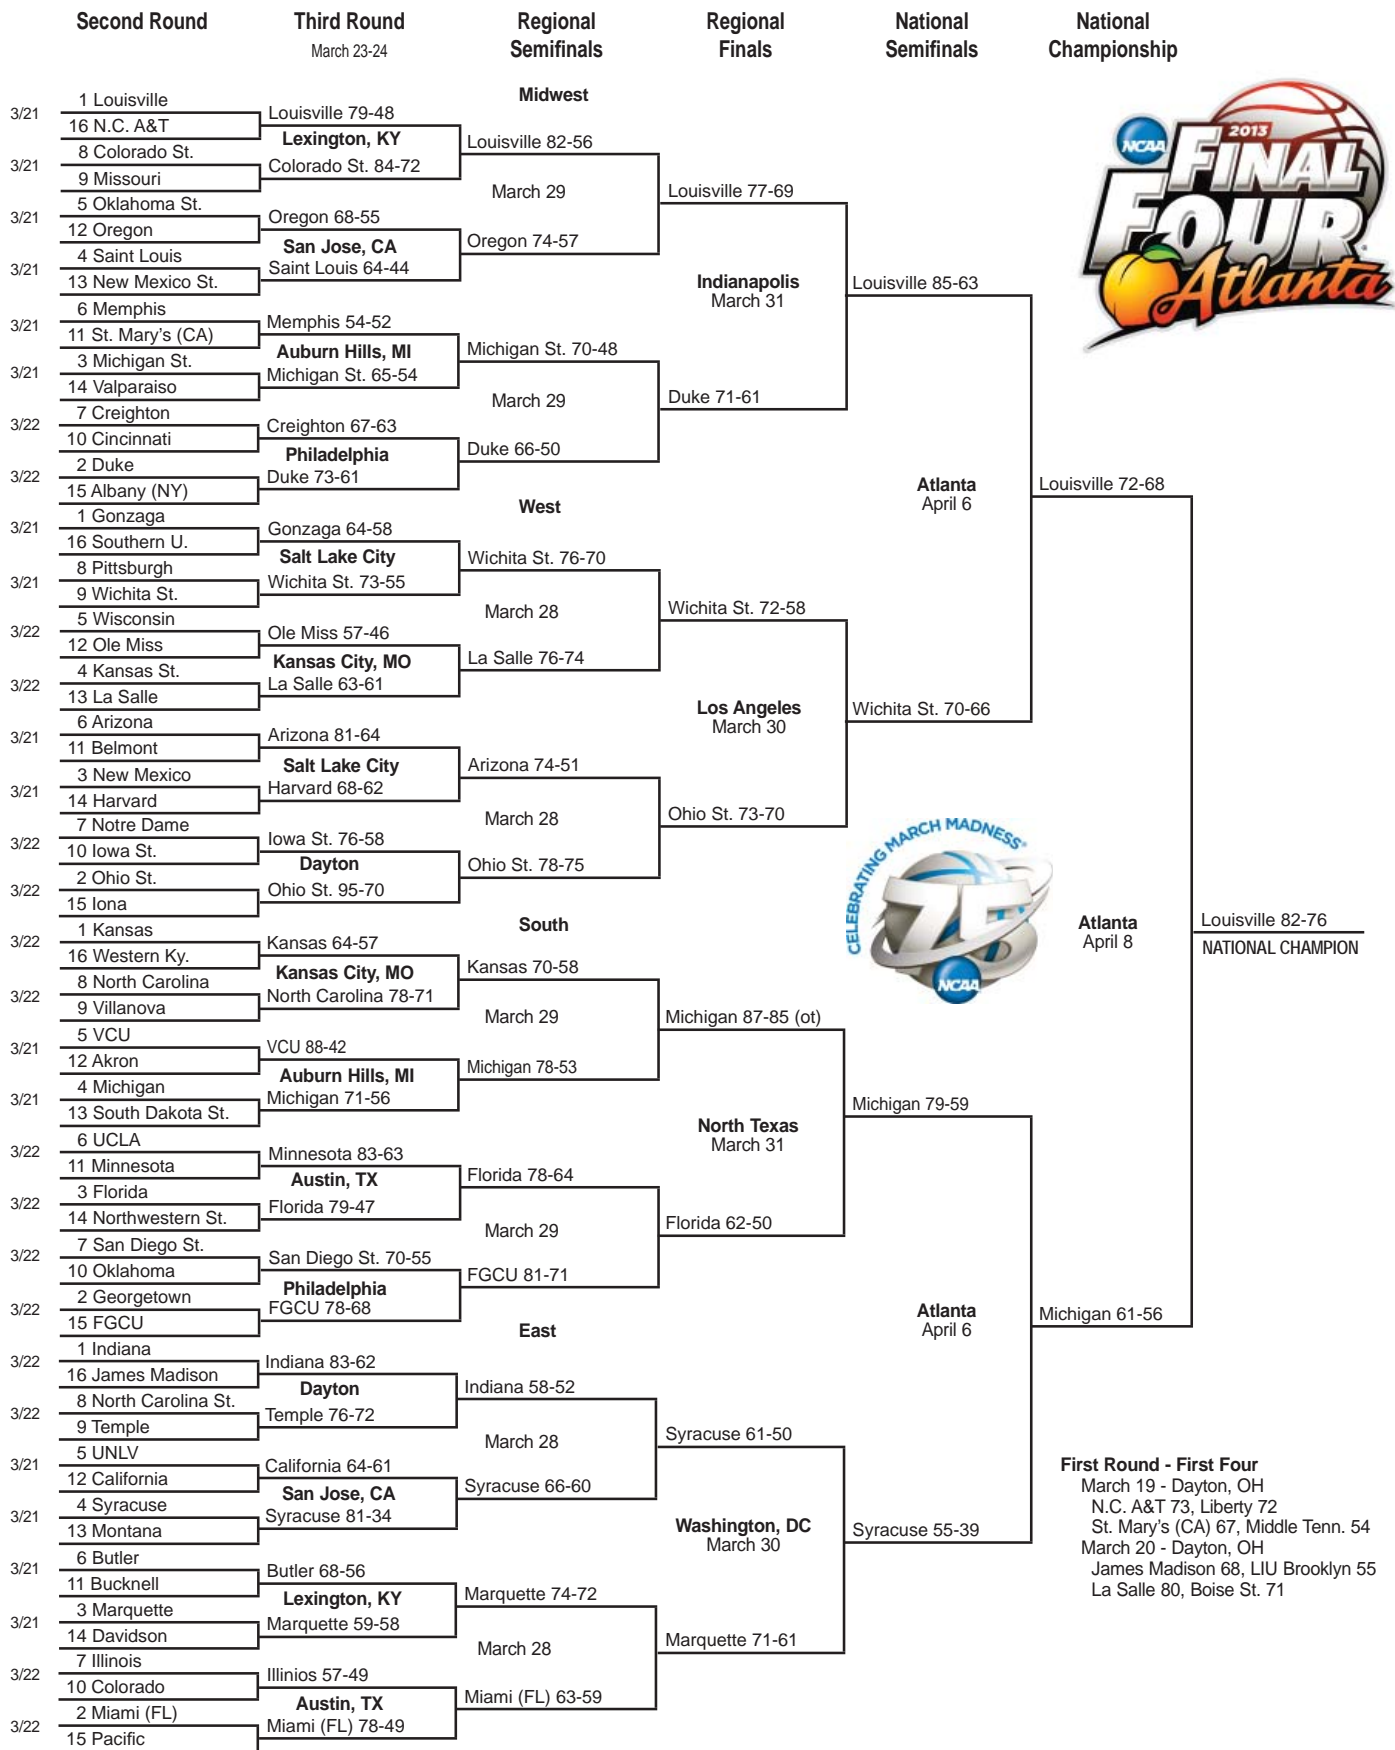 Second Round
Third Round
March 23-24
Regional
Semifinals
Regional
Finals
National
Semifinals
National
Championship
Midwest
3/21
1 Louisville
16 N.C. A&T
3/21
8 Colorado St.
9 Missouri
3/21
5 Oklahoma St.
12 Oregon
3/21
4 Saint Louis
13 New Mexico St.
3/21
6 Memphis
11 St. Mary's (CA)
3/21
3 Michigan St.
14 Valparaiso
3/22
7 Creighton
10 Cincinnati
3/22
2 Duke
15 Albany (NY)
Louisville 79-48
Lexington, KY
Colorado St. 84-72
Oregon 68-55
San Jose, CA
Saint Louis 64-44
Memphis 54-52
Auburn Hills, MI
Michigan St. 65-54
Creighton 67-63
Philadelphia
Duke 73-61
Louisville 82-56
March 29
Oregon 74-57
Michigan St. 70-48
March 29
Duke 66-50
Louisville 77-69
Indianapolis
March 31
Duke 71-61
Louisville 85-63
West
3/21
1 Gonzaga
16 Southern U.
3/21
8 Pittsburgh
9 Wichita St.
3/22
5 Wisconsin
12 Ole Miss
3/22
4 Kansas St.
13 La Salle
3/21
6 Arizona
11 Belmont
3/21
3 New Mexico
14 Harvard
3/22
7 Notre Dame
10 Iowa St.
3/22
2 Ohio St.
15 Iona
Gonzaga 64-58
Salt Lake City
Wichita St. 73-55
Ole Miss 57-46
Kansas City, MO
La Salle 63-61
Arizona 81-64
Salt Lake City
Harvard 68-62
Iowa St. 76-58
Dayton
Ohio St. 95-70
Wichita St. 76-70
March 28
La Salle 76-74
Arizona 74-51
March 28
Ohio St. 78-75
Wichita St. 72-58
Los Angeles
March 30
Ohio St. 73-70
Wichita St. 70-66
Atlanta
April 6
Louisville 72-68
South
3/22
1 Kansas
16 Western Ky.
3/22
8 North Carolina
9 Villanova
3/21
5 VCU
12 Akron
3/21
4 Michigan
13 South Dakota St.
3/22
6 UCLA
11 Minnesota
3/22
3 Florida
14 Northwestern St.
3/22
7 San Diego St.
10 Oklahoma
3/22
2 Georgetown
15 FGCU
Kansas 64-57
Kansas City, MO
North Carolina 78-71
VCU 88-42
Auburn Hills, MI
Michigan 71-56
Minnesota 83-63
Austin, TX
Florida 79-47
San Diego St. 70-55
Philadelphia
FGCU 78-68
Kansas 70-58
March 29
Michigan 78-53
Florida 78-64
March 29
FGCU 81-71
Michigan 87-85 (ot)
North Texas
March 31
Florida 62-50
Michigan 79-59
East
3/22
1 Indiana
16 James Madison
3/22
8 North Carolina St.
9 Temple
3/21
5 UNLV
12 California
3/21
4 Syracuse
13 Montana
3/21
6 Butler
11 Bucknell
3/21
3 Marquette
14 Davidson
3/22
7 Illinois
10 Colorado
3/22
2 Miami (FL)
15 Pacific
Indiana 83-62
Dayton
Temple 76-72
California 64-61
San Jose, CA
Syracuse 81-34
Butler 68-56
Lexington, KY
Marquette 59-58
Illinios 57-49
Austin, TX
Miami (FL) 78-49
Indiana 58-52
March 28
Syracuse 66-60
Marquette 74-72
March 28
Miami (FL) 63-59
Syracuse 61-50
Washington, DC
March 30
Marquette 71-61
Syracuse 55-39
Atlanta
April 6
Michigan 61-56
Atlanta
April 8
Louisville 82-76
NATIONAL CHAMPION
NCAA
2013
FINAL
FOUR
Atlanta
CELEBRATING MARCH MADNESS®
75
NCAA
First Round - First Four
March 19 - Dayton, OH
N.C. A&T 73, Liberty 72
St. Mary's (CA) 67, Middle Tenn. 54
March 20 - Dayton, OH
James Madison 68, LIU Brooklyn 55
La Salle 80, Boise St. 71